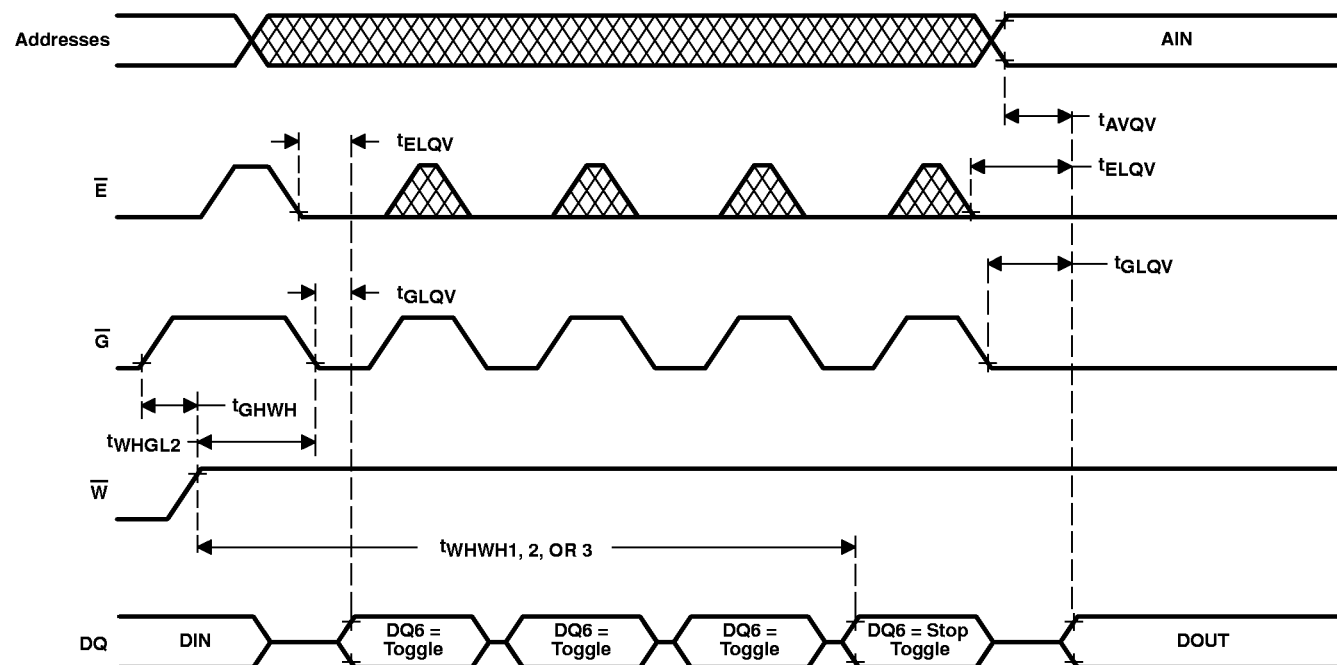 Addresses
AIN
tAVQV
tELQV
tELQV
E̅
tGLQV
tGLQV
G̅
tGHWH
tWHGL2
W̅
tWHWH1, 2, OR 3
DQ
DIN
DQ6 =
Toggle
DQ6 =
Toggle
DQ6 =
Toggle
DQ6 = Stop
Toggle
DOUT